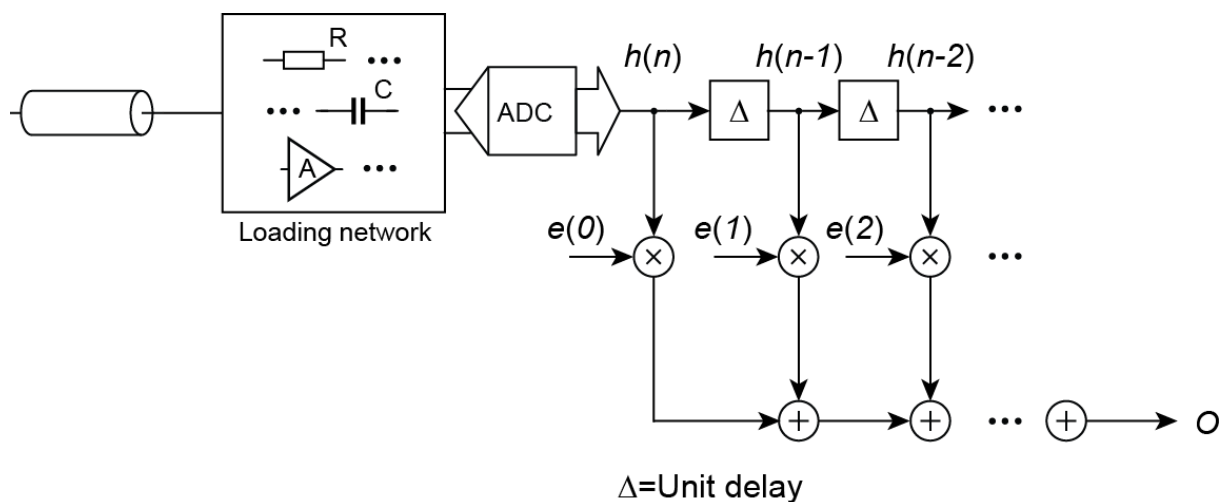 R ...
... C
A ...
Loading network
ADC
h(n) h(n-1) h(n-2)
Δ Δ ...
e(0) e(1) e(2)
× × × ...
+ + ... + O
Δ=Unit delay